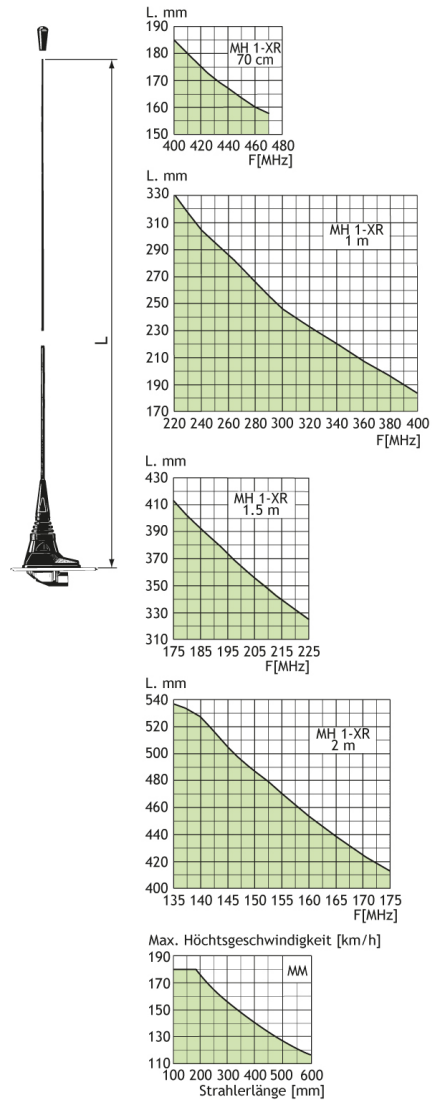 L. mm
190
180
170
160
150
MH 1-XR
70 cm
400 420 440 460 480
F[MHz]
L. mm
330
310
290
270
250
230
210
190
170
MH 1-XR
1 m
220 240 260 280 300 320 340 360 380 400
F[MHz]
L
L. mm
430
410
390
370
350
330
310
MH 1-XR
1.5 m
175 185 195 205 215 225
F[MHz]
L. mm
540
520
500
480
460
440
420
400
MH 1-XR
2 m
135 140 145 150 155 160 165 170 175
F[MHz]
Max. Höchtsgeschwindigkeit [km/h]
190
170
150
130
110
MM
100 200 300 400 500 600
Strahlerlänge [mm]